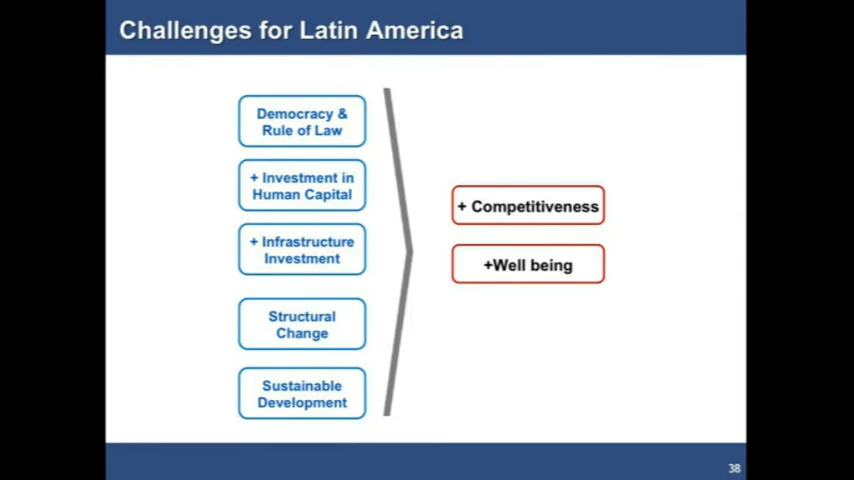 Challenges for Latin America
Democracy &
Rule of Law
+ Investment in
Human Capital
+ Infrastructure
Investment
Structural
Change
Sustainable
Development
+ Competitiveness
+Well being
38